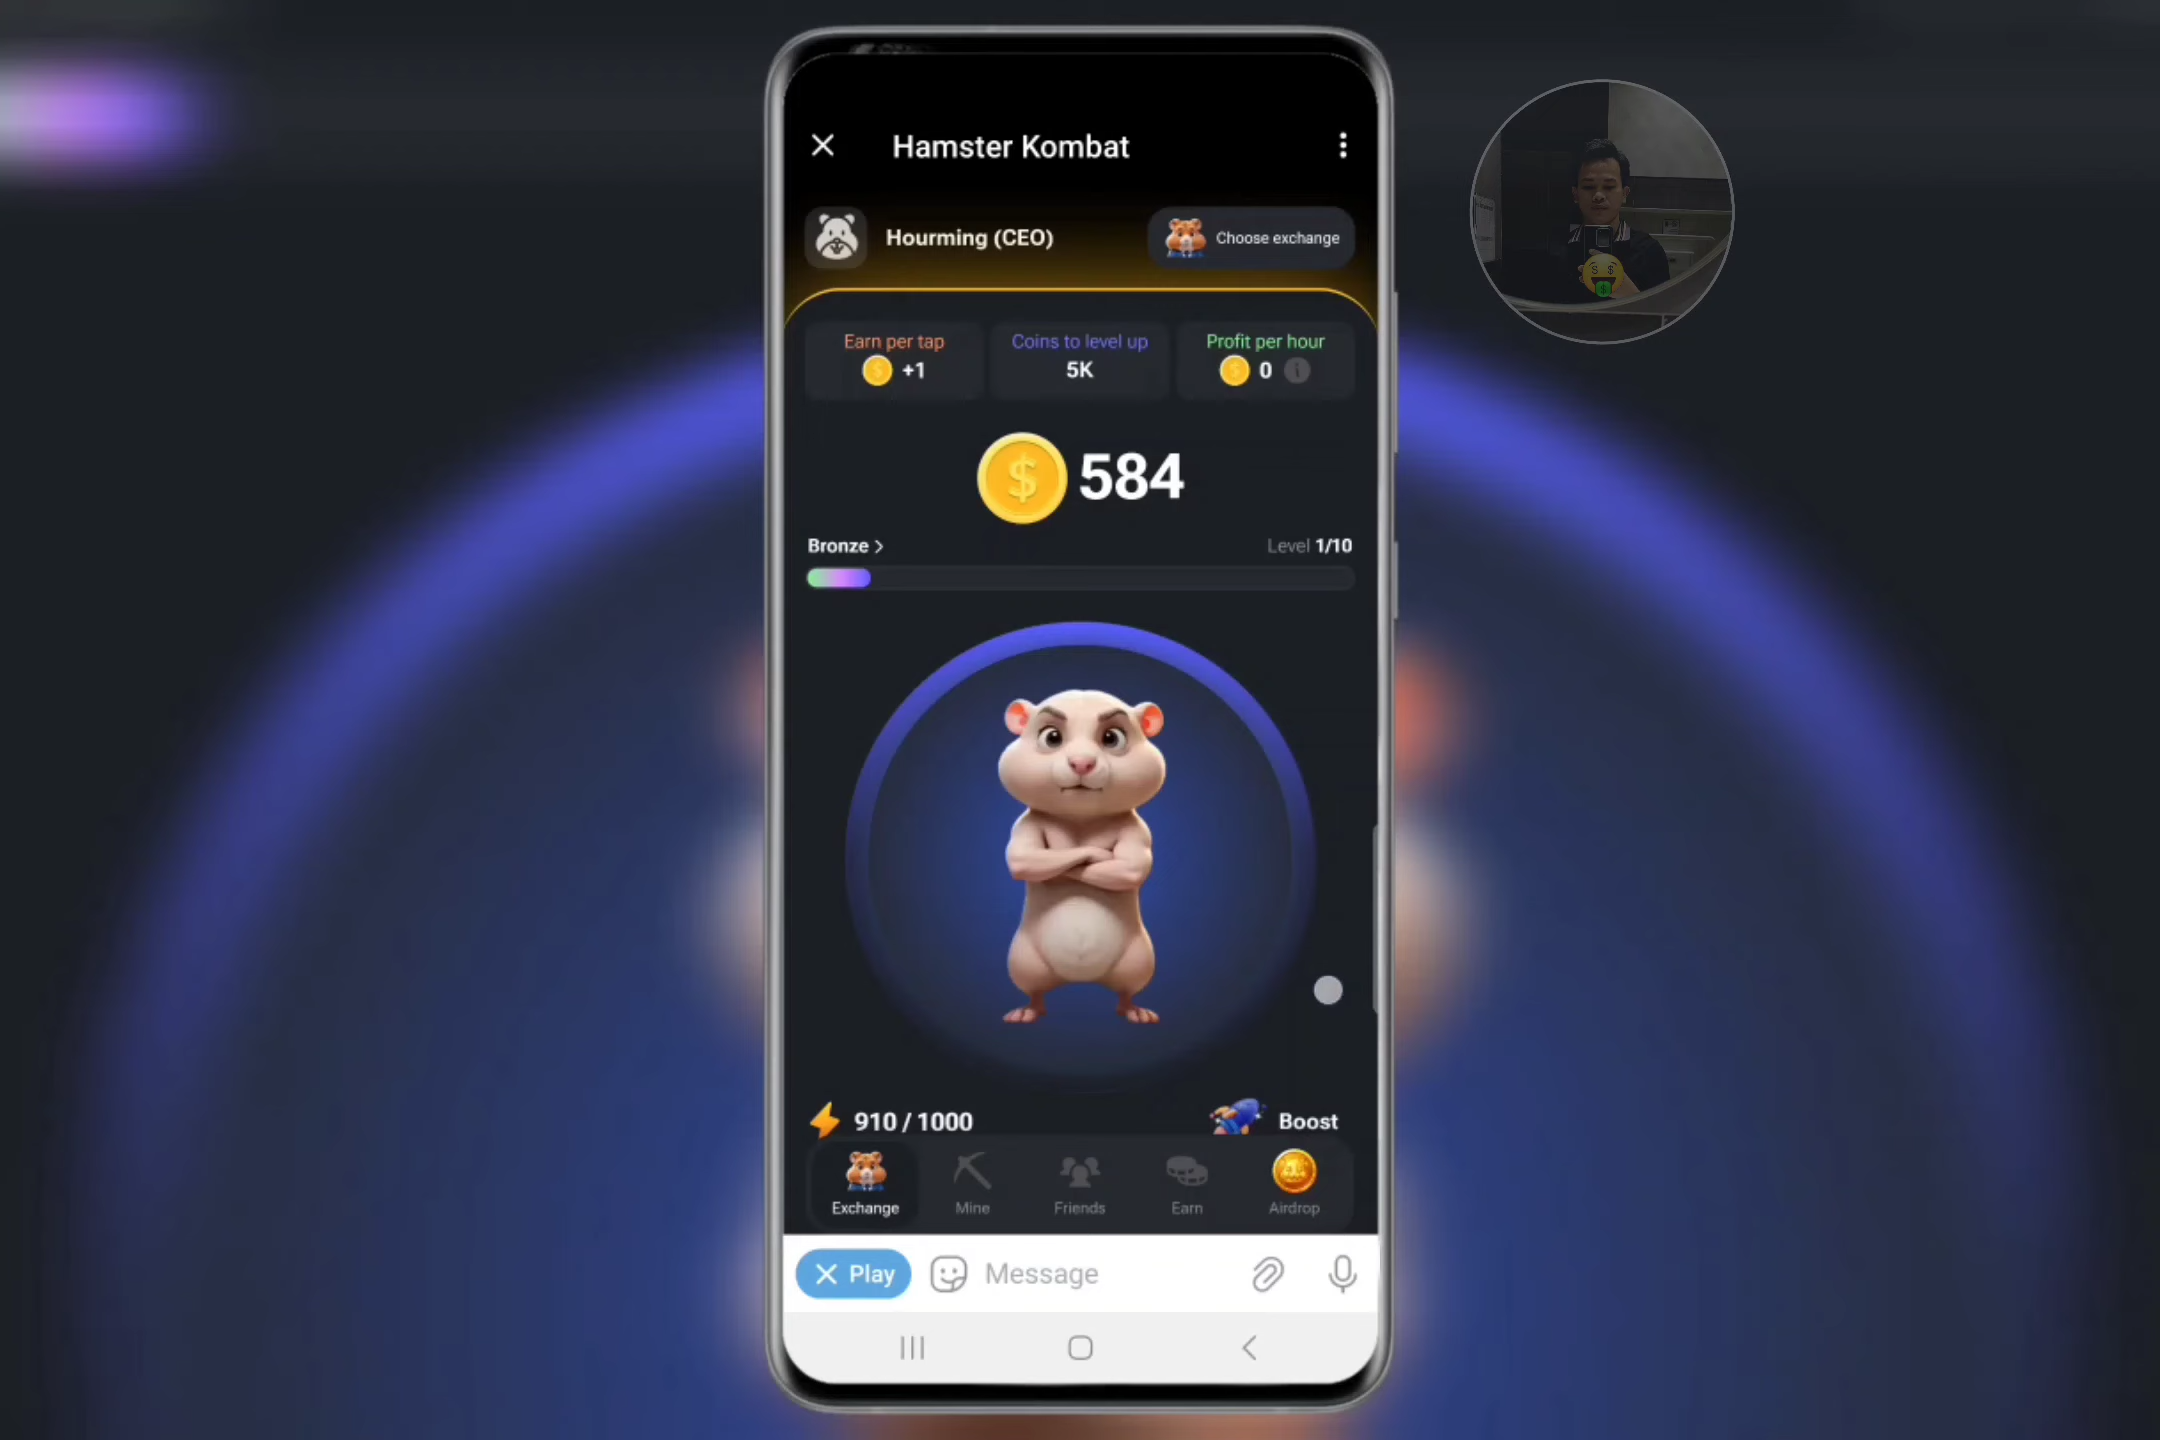 Hamster Kombat
Hourming (CEO)
Choose exchange
Earn per tap
Coins to level up
Profit per hour
+1
5K
0
584
Bronze >
Level 1/10
910 / 1000
Boost
Exchange
Mine
Friends
Earn
Airdrop
Play
Message